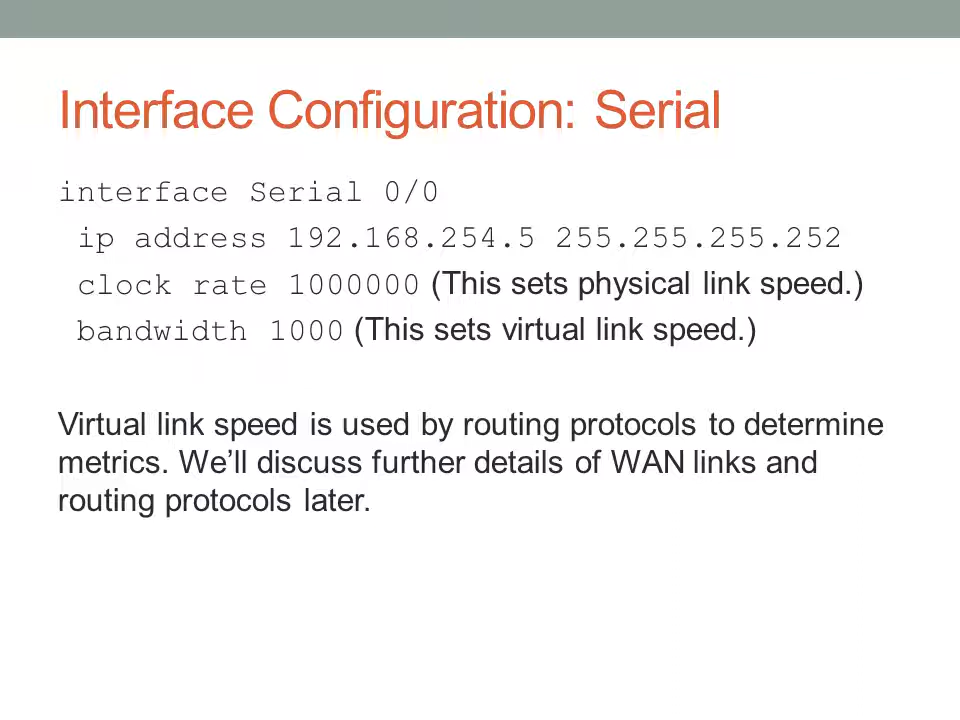 Interface Configuration: Serial
interface Serial 0/0
ip address 192.168.254.5 255.255.255.252
clock rate 1000000 (This sets physical link speed.)
bandwidth 1000 (This sets virtual link speed.)
Virtual link speed is used by routing protocols to determine
metrics. We’ll discuss further details of WAN links and
routing protocols later.